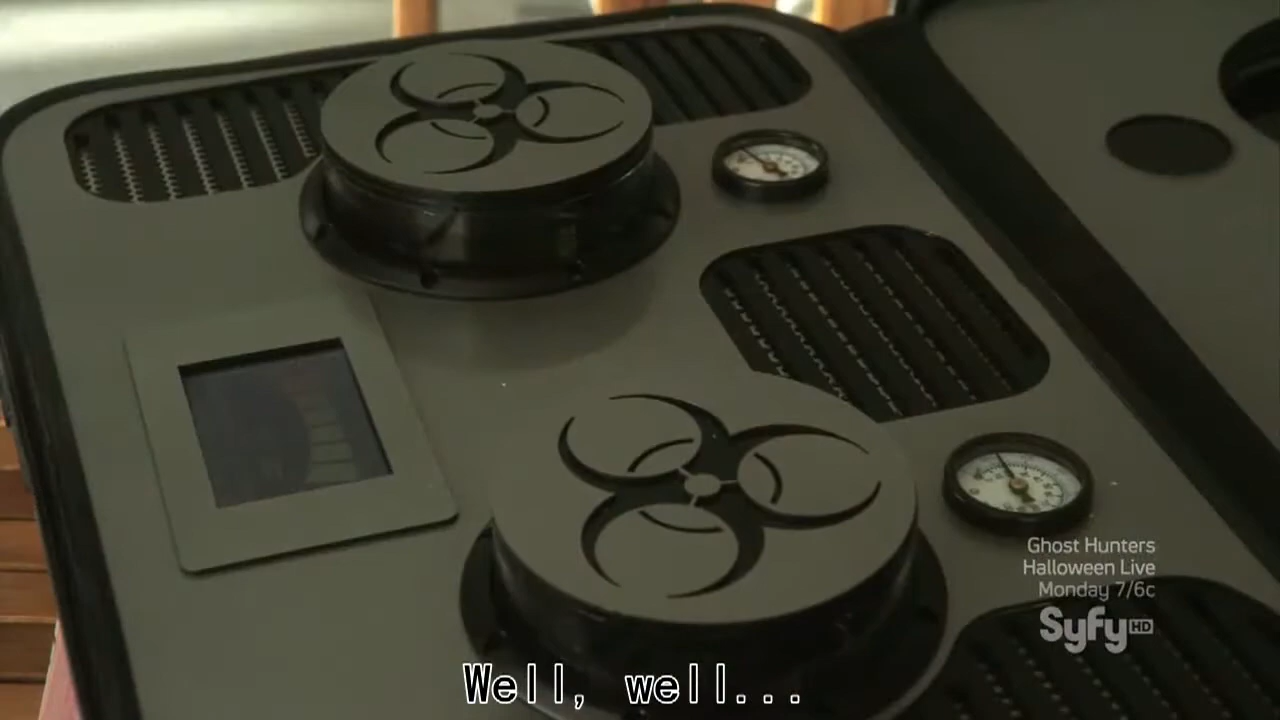 Ghost Hunters
Halloween Live
Monday 7/6c
Syfy HD
Well, well...